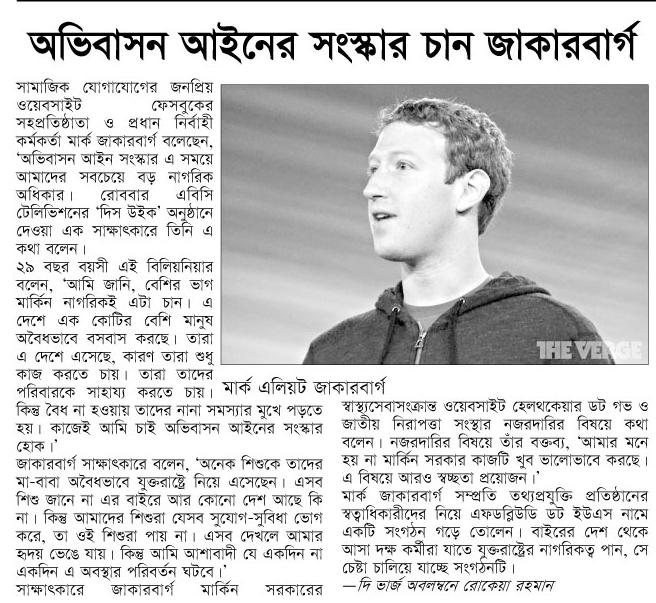 অভিবাসন আইনের সংস্কার চান জাকারবার্গ
সামাজিক যোগাযোগের জনপ্রিয়
ওয়েবসাইট ফেসবুকের
সহপ্রতিষ্ঠাতা ও প্রধান নির্বাহী
কর্মকর্তা মার্ক জাকারবার্গ বলেছেন,
‘অভিবাসন আইন সংস্কার এ সময়ে
আমাদের সবচেয়ে বড় নাগরিক
অধিকার। রোববার এবিসি
টেলিভিশনের ‘দিস উইক’ অনুষ্ঠানে
দেওয়া এক সাক্ষাৎকারে তিনি এ
কথা বলেন।
২৯ বছর বয়সী এই বিলিয়নিয়ার
বলেন, ‘আমি জানি, বেশির ভাগ
মার্কিন নাগরিকই এটা চান। এ
দেশে এক কোটির বেশি মানুষ
অবৈধভাবে বসবাস করছে। তারা
এ দেশে এসেছে, কারণ তারা শুধু
কাজ করতে চায়। তারা তাদের
পরিবারকে সাহায্য করতে চায়।
কিন্তু বৈধ না হওয়ায় তাদের নানা সমস্যার মুখে পড়তে
হয়। কাজেই আমি চাই অভিবাসন আইনের সংস্কার
হোক।’
জাকারবার্গ সাক্ষাৎকারে বলেন, ‘অনেক শিশুকে তাদের
মা-বাবা অবৈধভাবে যুক্তরাষ্ট্রে নিয়ে এসেছেন। এসব
শিশু জানে না এর বাইরে আর কোনো দেশ আছে কি
না। কিন্তু আমাদের শিশুরা যেসব সুযোগ-সুবিধা ভোগ
করে, তা ওই শিশুরা পায় না। এসব দেখলে আমার
হৃদয় ভেঙে যায়। কিন্তু আমি আশাবাদী যে একদিন না
একদিন এ অবস্থার পরিবর্তন ঘটবে।’
সাক্ষাৎকারে জাকারবার্গ মার্কিন সরকারের
THE VERGE
মার্ক এলিয়ট জাকারবার্গ
স্বাস্থ্যসেবাসংক্রান্ত ওয়েবসাইট হেলথকেয়ার ডট গভ ও
জাতীয় নিরাপত্তা সংস্থার নজরদারির বিষয়ে কথা
বলেন। নজরদারির বিষয়ে তাঁর বক্তব্য, ‘আমার মনে
হয় না মার্কিন সরকার কাজটি খুব ভালোভাবে করছে।
এ বিষয়ে আরও স্বচ্ছতা প্রয়োজন।’
মার্ক জাকারবার্গ সম্প্রতি তথ্যপ্রযুক্তি প্রতিষ্ঠানের
স্বত্বাধিকারীদের নিয়ে এফডব্লিউডি ডট ইউএস নামে
একটি সংগঠন গড়ে তোলেন। বাইরের দেশ থেকে
আসা দক্ষ কর্মীরা যাতে যুক্তরাষ্ট্রের নাগরিকত্ব পান, সে
চেষ্টা চালিয়ে যাচ্ছে সংগঠনটি।
—দি ভার্জ অবলম্বনে রোকেয়া রহমান